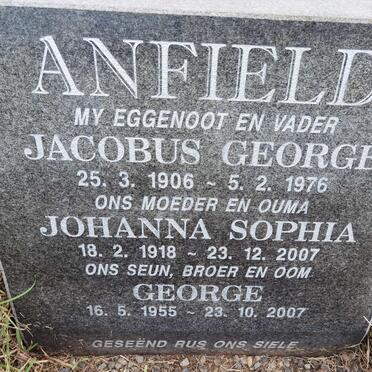 ANFIELD
MY EGGENOOT EN VADER
JACOBUS GEORGE
25. 3. 1906 ~ 5. 2. 1976
ONS MOEDER EN OUMA
JOHANNA SOPHIA
18. 2. 1918 ~ 23. 12. 2007
ONS SEUN, BROER EN OOM
GEORGE
16. 5. 1955 ~ 23. 10. 2007
GESEËND RUS ONS SIELE